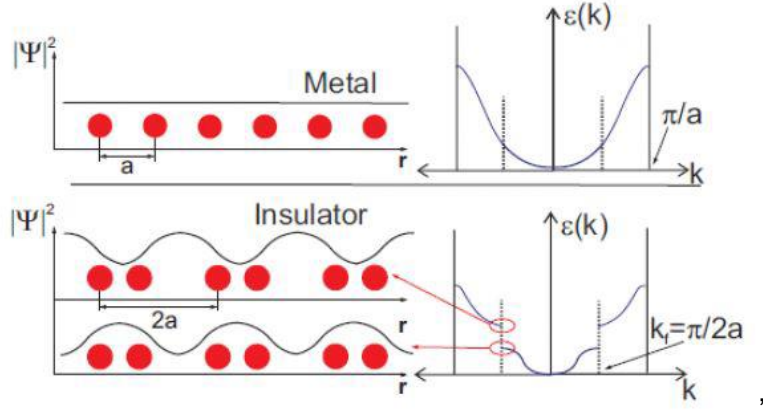 |Ψ|²
Metal
a
r
ε(k)
π/a
k
|Ψ|²
Insulator
2a
r
r
ε(k)
k_f=π/2a
k
,